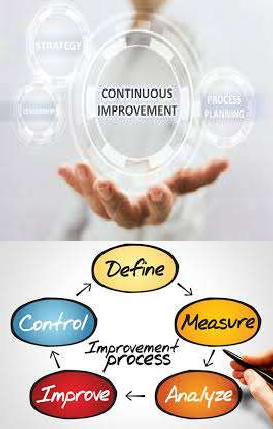 STRATEGY
CONTINUOUS
IMPROVEMENT
PROCESS
PLANNING
Define
Control
Measure
Improvement
process
Improve
Analyze